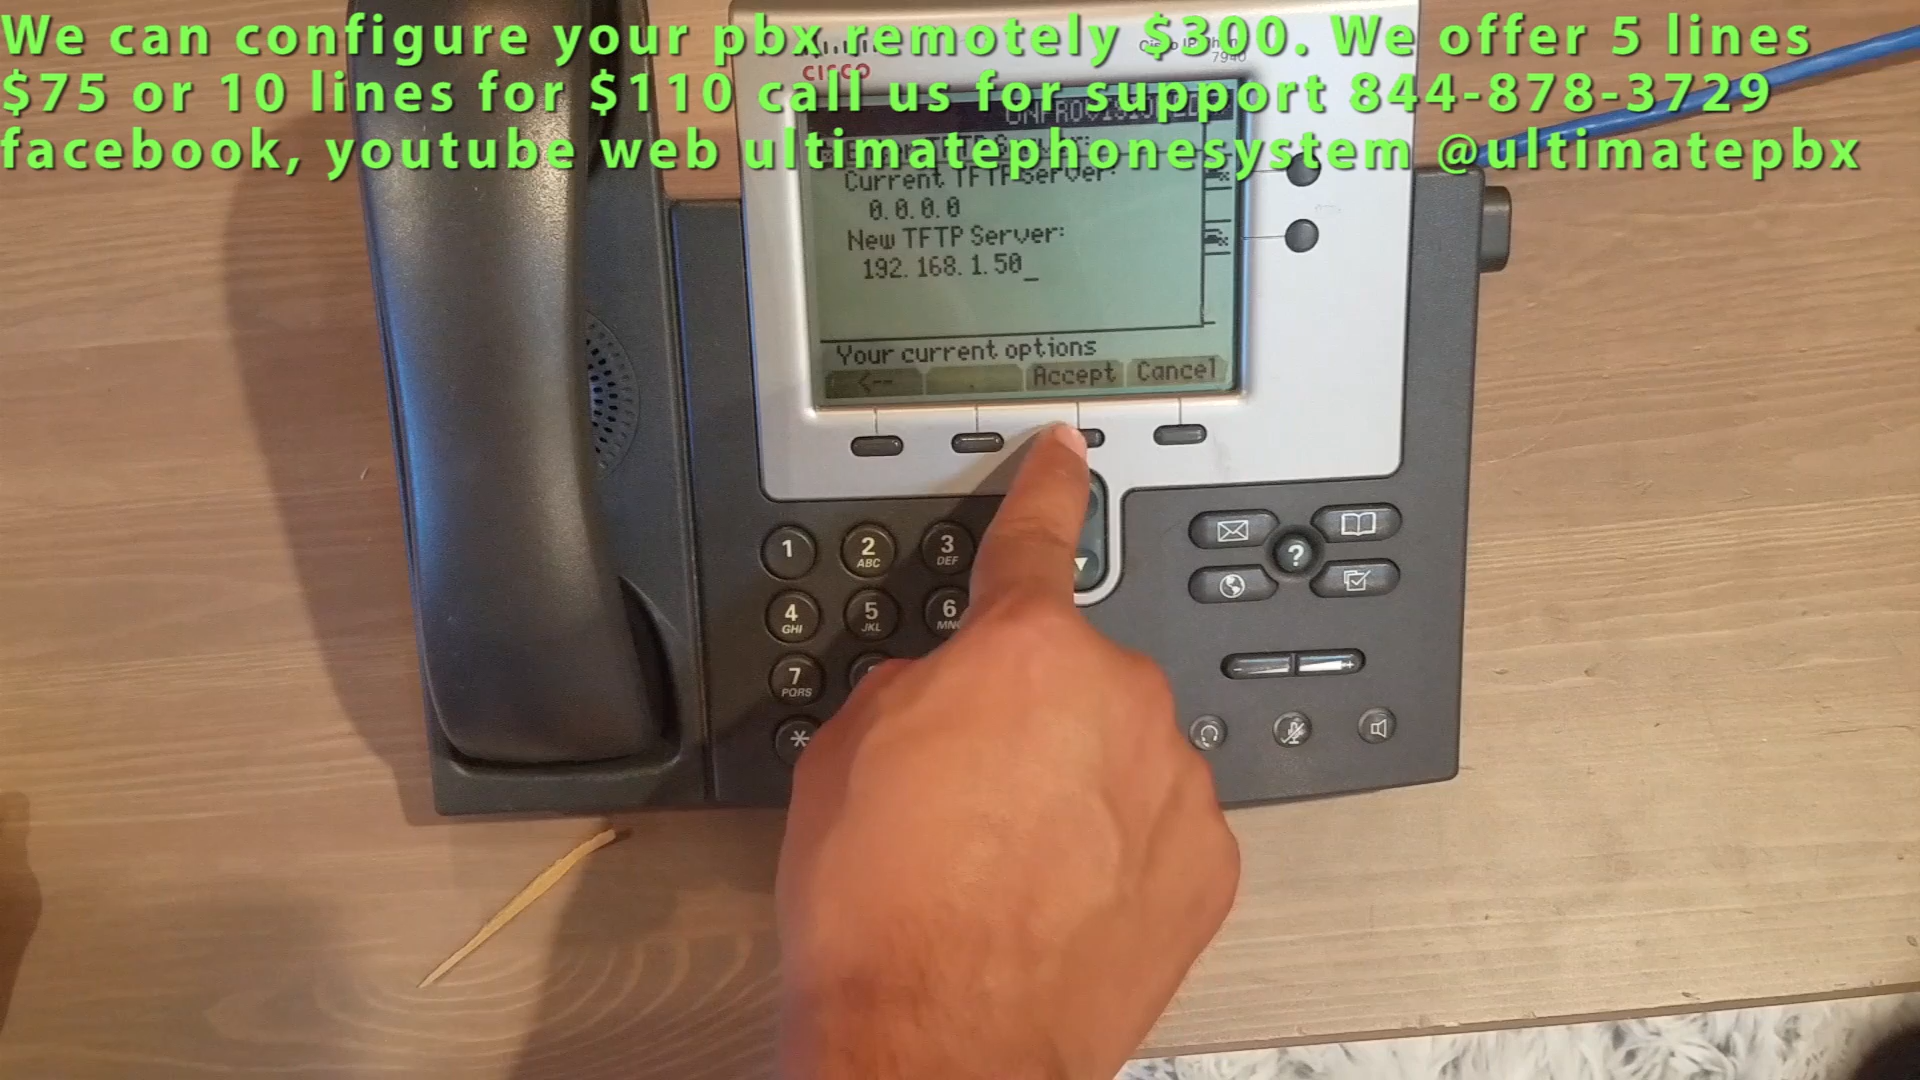 We can configure your pbx remotely $300. We offer 5 lines
$75 or 10 lines for $110 call us for support 844-878-3729
facebook, youtube web ultimatephonesystem @ultimatepbx
CISCO
7940
Current TFTP Server:
0.0.0.0
New TFTP Server:
192.168.1.50_
Your current options
<-- . Accept Cancel
1 2 ABC 3 DEF
?
4 GHI 5 JKL 6
7 PQRS
*